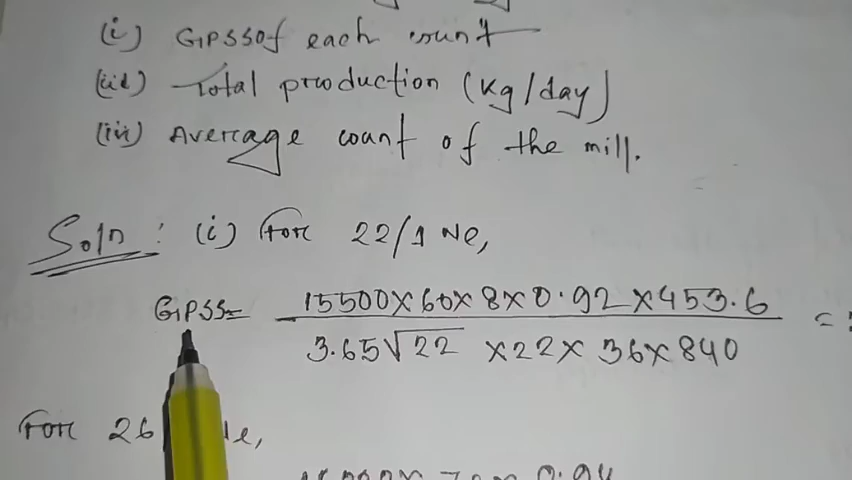 (i) GPSS of each count
(ii) Total production (Kg/day)
(iii) Average count of the mill.
Soln : (i) For 22/1 Ne,
GPSS = 15500×60×8×0.92×453.6 =
3.65√22 ×22× 36×840
For 26